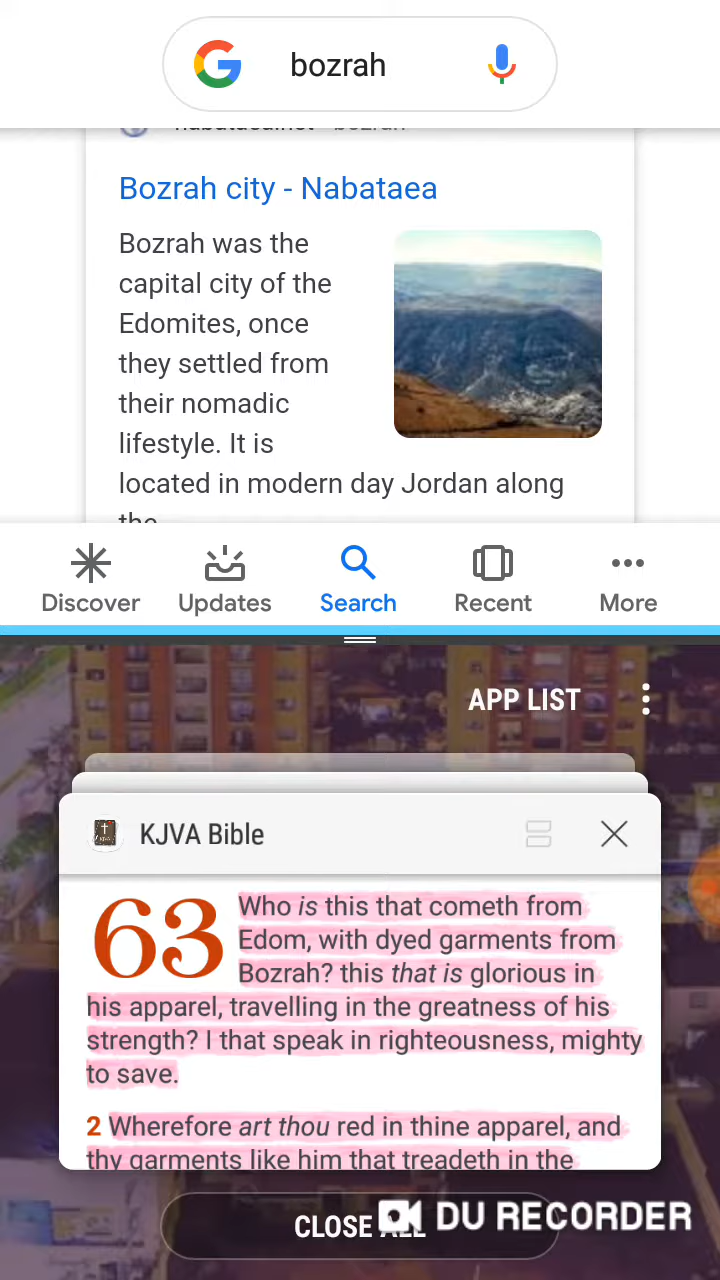 bozrah
Bozrah city - Nabataea
Bozrah was the
capital city of the
Edomites, once
they settled from
their nomadic
lifestyle. It is
located in modern day Jordan along
the
Discover Updates Search Recent More
APP LIST
KJVA Bible
63 Who is this that cometh from
Edom, with dyed garments from
Bozrah? this that is glorious in
his apparel, travelling in the greatness of his
strength? I that speak in righteousness, mighty
to save.
2 Wherefore art thou red in thine apparel, and
thy garments like him that treadeth in the
CLOSE ALL
DU RECORDER